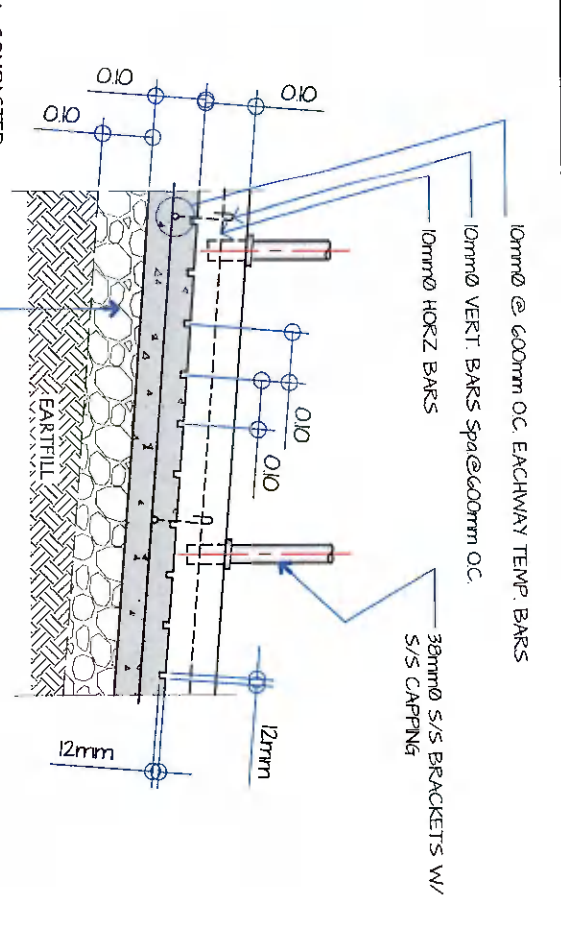 10mmØ @ 600mm O.C. EACHWAY TEMP. BARS
10mmØ VERT. BARS Spa@600mm O.C.
10mmØ HORZ BARS
38mmØ S/S BRACKETS W/
S/S CAPPING
0.10
0.10
0.10
0.10
0.10
12mm
12mm
EARTFILL